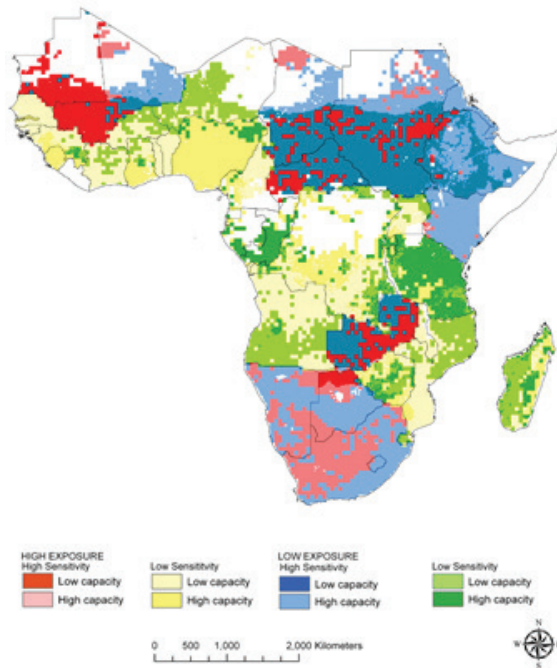 HIGH EXPOSURE
High Sensitivity
Low capacity
High capacity
Low Sensititvity
Low capacity
High capacity
LOW EXPOSURE
High Sensitivity
Low capacity
High capacity
Low Sensitivity
Low capacity
High capacity
0 500 1,000 2,000 Kilometers
N
W E
S